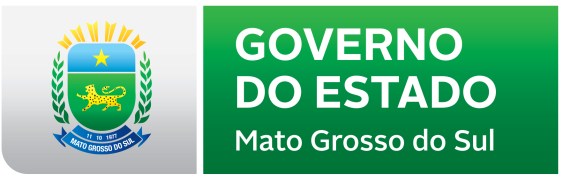 11 10 1977
MATO GROSSO DO SUL
GOVERNO
DO ESTADO
Mato Grosso do Sul